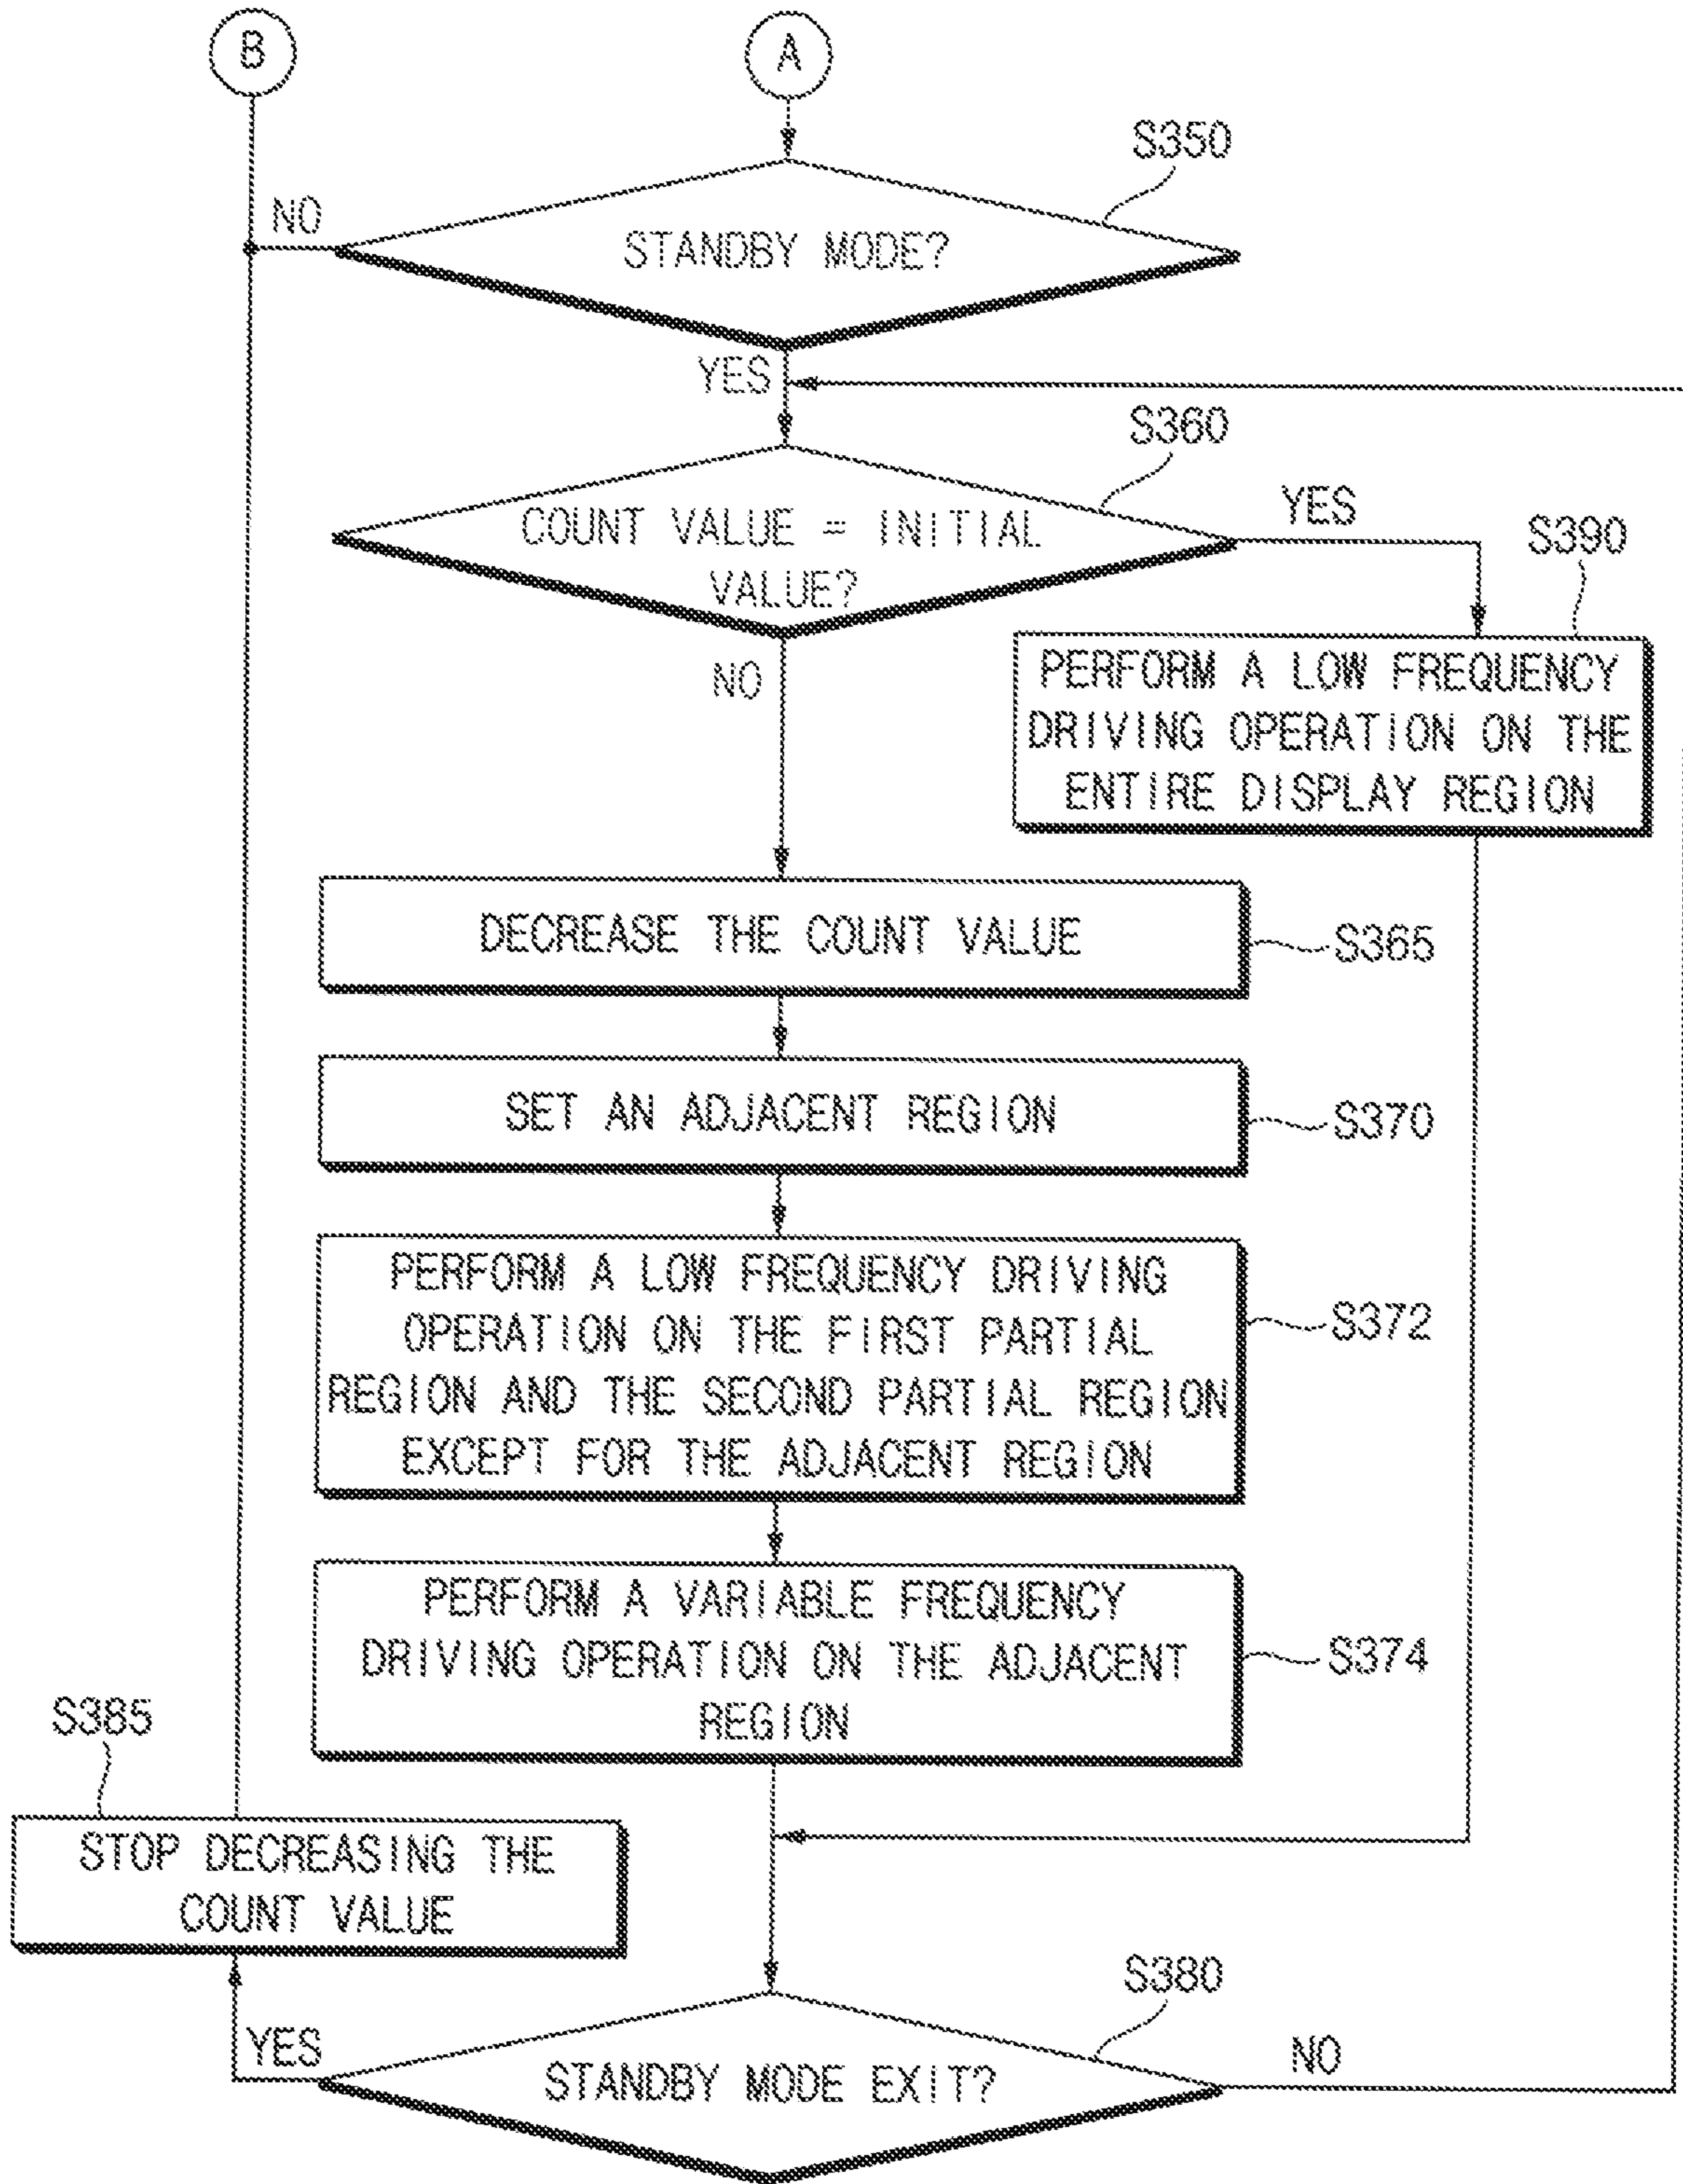 B
A
S350
NO
STANDBY MODE?
YES
S360
COUNT VALUE = INITIAL
VALUE?
YES
S390
NO
PERFORM A LOW FREQUENCY
DRIVING OPERATION ON THE
ENTIRE DISPLAY REGION
DECREASE THE COUNT VALUE
S365
SET AN ADJACENT REGION
S370
PERFORM A LOW FREQUENCY DRIVING
OPERATION ON THE FIRST PARTIAL
REGION AND THE SECOND PARTIAL REGION
EXCEPT FOR THE ADJACENT REGION
S372
PERFORM A VARIABLE FREQUENCY
DRIVING OPERATION ON THE ADJACENT
REGION
S374
S385
STOP DECREASING THE
COUNT VALUE
S380
YES
STANDBY MODE EXIT?
NO